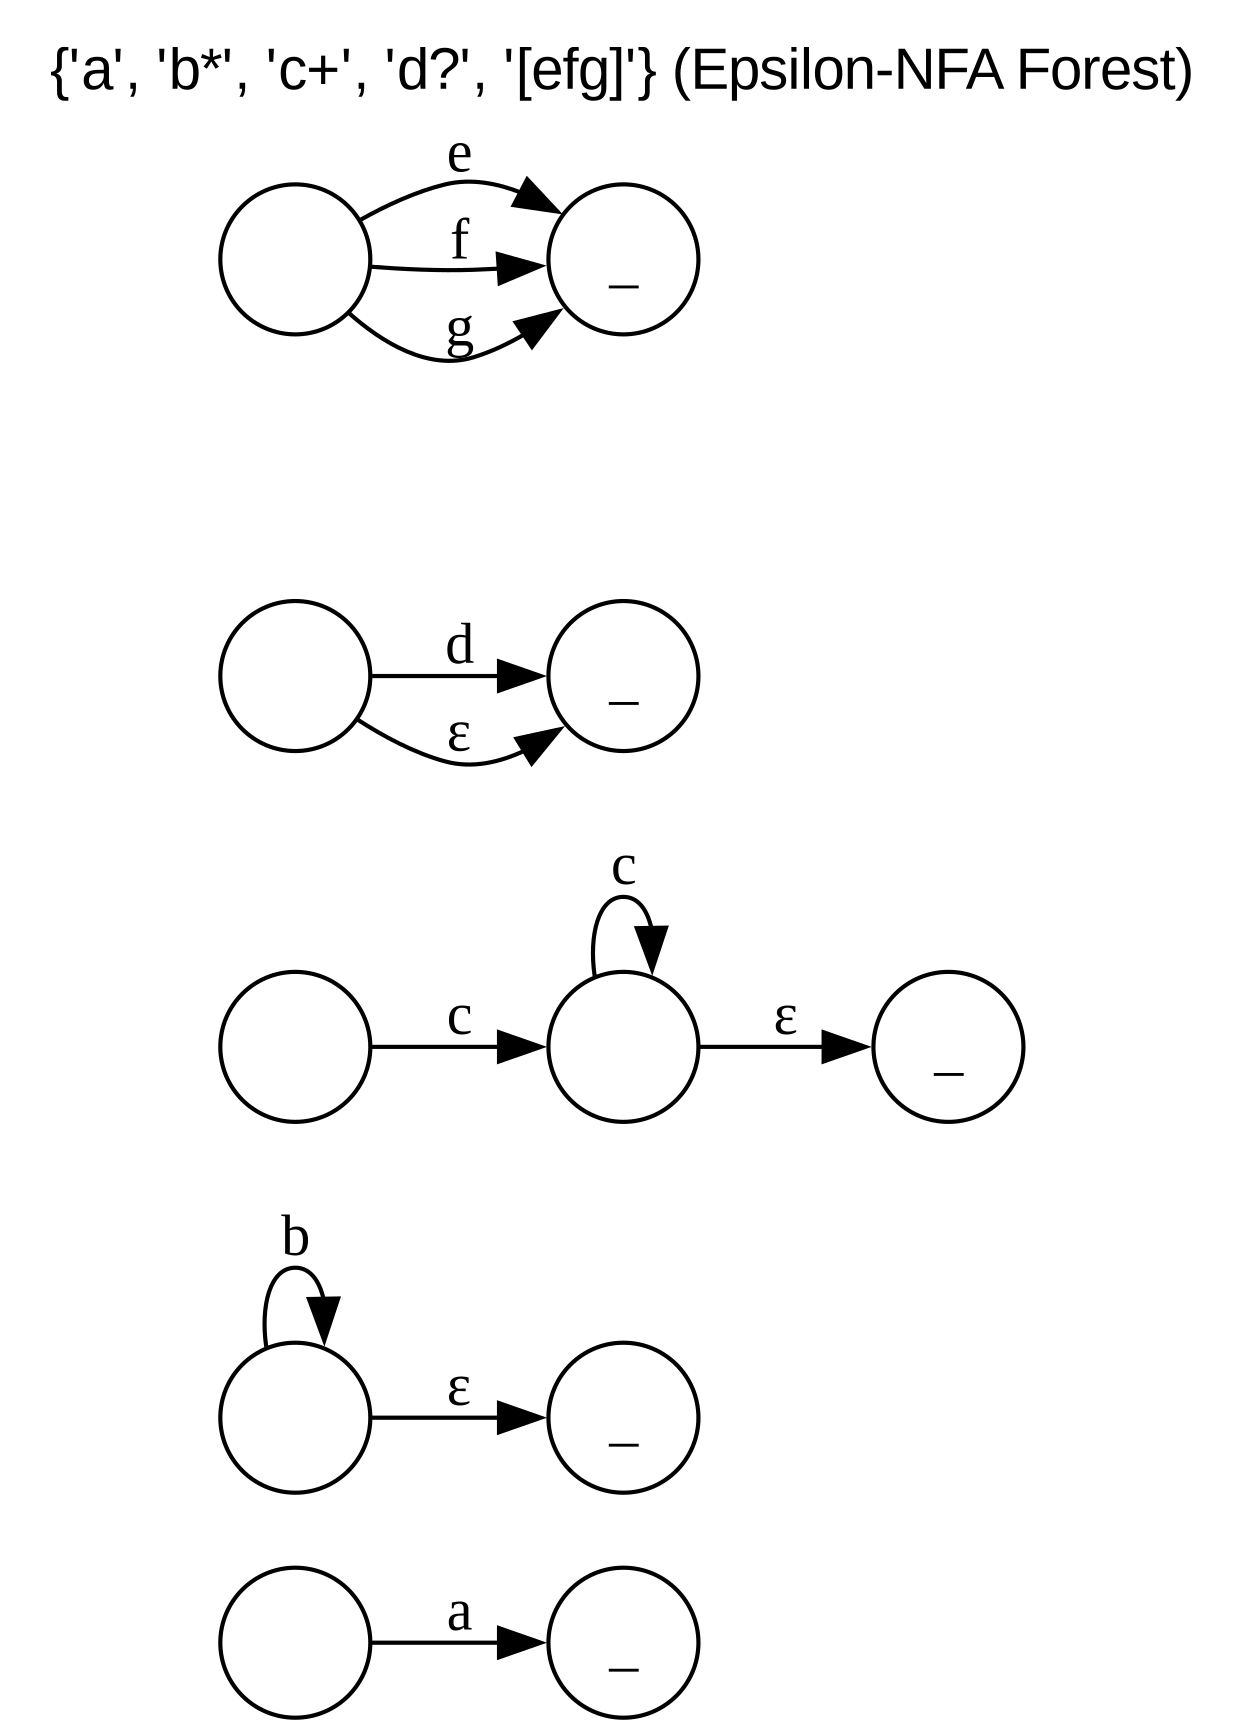 {'a', 'b*', 'c+', 'd?', '[efg]'} (Epsilon-NFA Forest)
e
f
_
g
d
_
ε
c
c
ε
_
b
ε
_
a
_